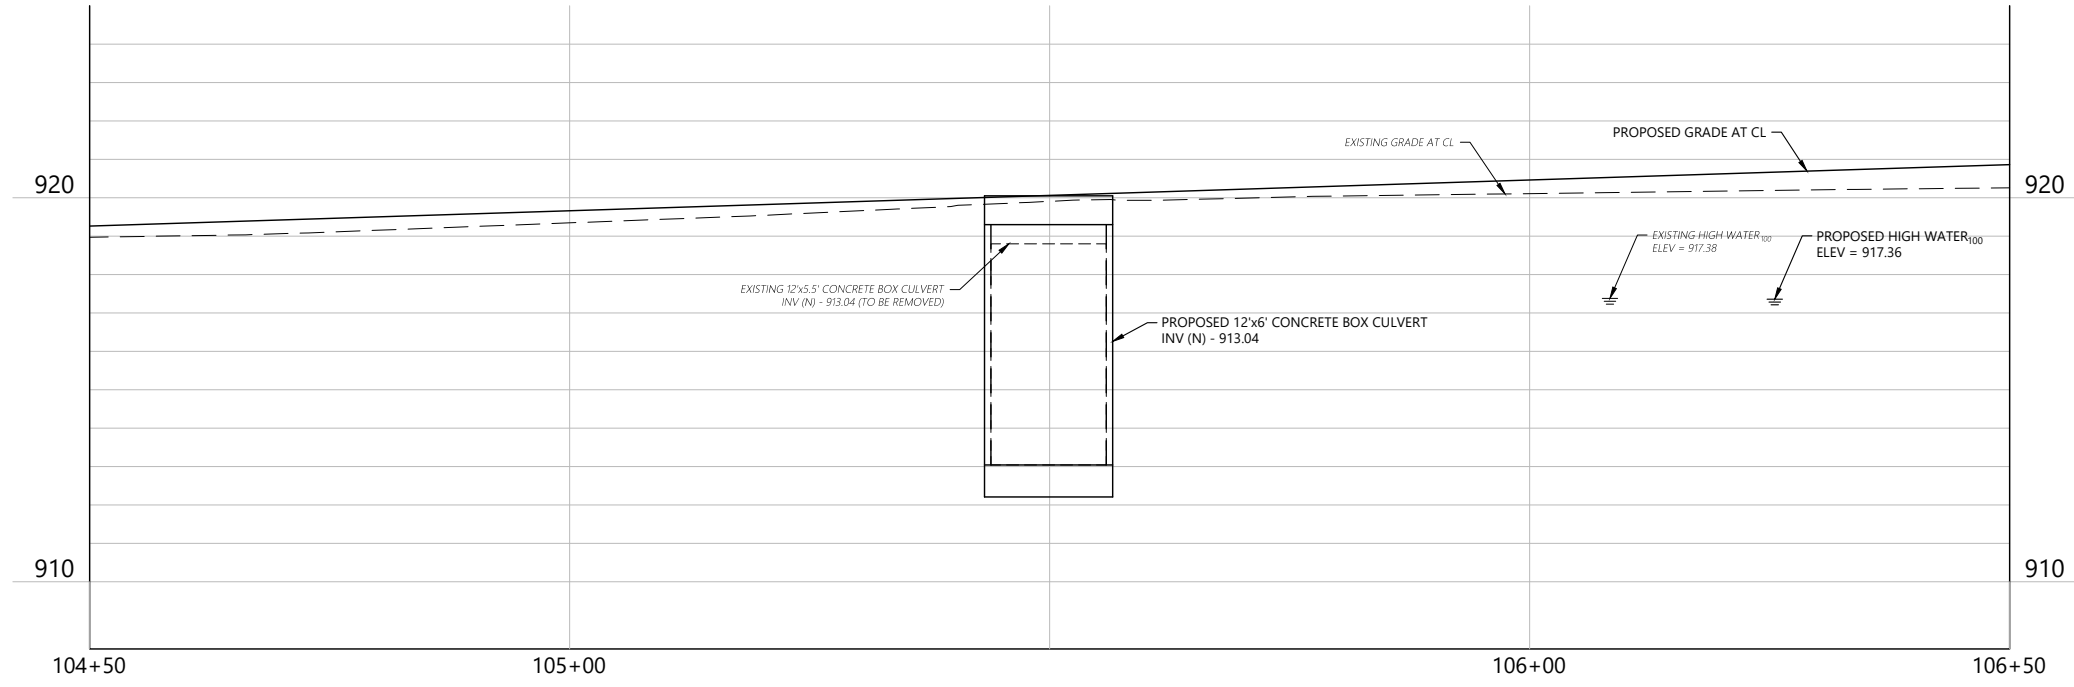 EXISTING GRADE AT CL
PROPOSED GRADE AT CL
920
920
EXISTING HIGH WATER100
ELEV = 917.38
PROPOSED HIGH WATER100
ELEV = 917.36
EXISTING 12'x5.5' CONCRETE BOX CULVERT
INV (N) - 913.04 (TO BE REMOVED)
PROPOSED 12'x6' CONCRETE BOX CULVERT
INV (N) - 913.04
910
910
104+50
105+00
106+00
106+50